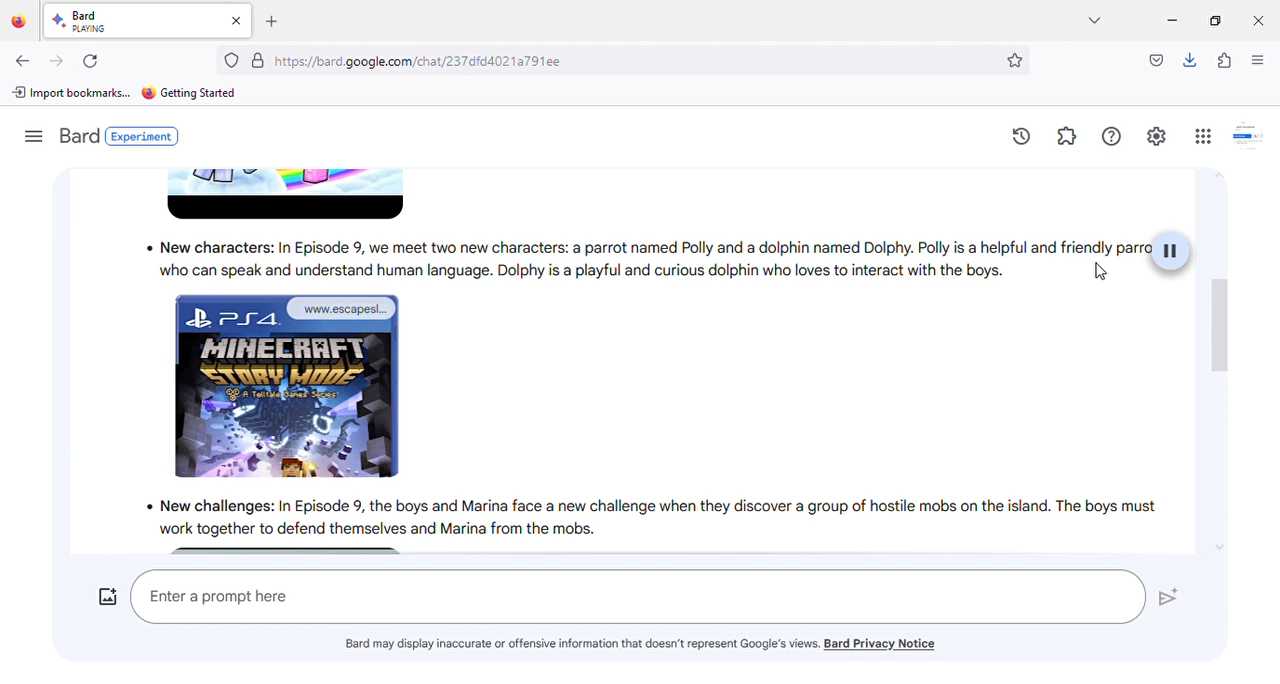 Bard
PLAYING
https://bard.google.com/chat/237dfd4021a791ee
Import bookmarks...
Getting Started
Bard Experiment
• New characters: In Episode 9, we meet two new characters: a parrot named Polly and a dolphin named Dolphy. Polly is a helpful and friendly parro
who can speak and understand human language. Dolphy is a playful and curious dolphin who loves to interact with the boys.
www.escapesl...
PS4
MINECRAFT
STORY MODE
A Telltale Games Series
• New challenges: In Episode 9, the boys and Marina face a new challenge when they discover a group of hostile mobs on the island. The boys must
work together to defend themselves and Marina from the mobs.
Enter a prompt here
Bard may display inaccurate or offensive information that doesn't represent Google's views. Bard Privacy Notice